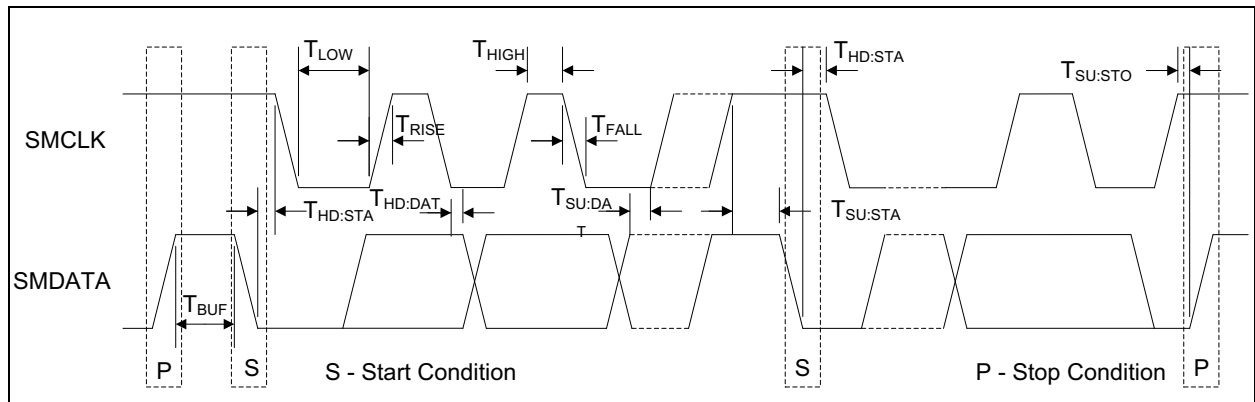 T_LOW
T_HIGH
T_HD:STA
T_SU:STO
SMCLK
T_RISE
T_FALL
T_HD:STA
T_HD:DAT
T_SU:DA
T
T_SU:STA
SMDATA
T_BUF
P
S
S - Start Condition
S
P - Stop Condition
P